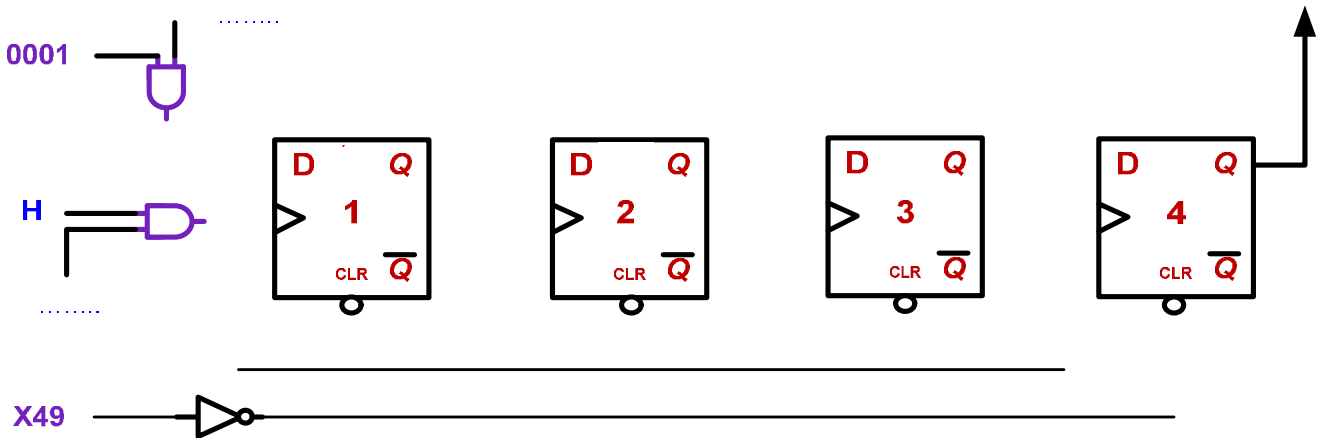 0001
D Q D Q D Q D Q
H 1 2 3 4
CLR Q CLR Q CLR Q CLR Q
X49